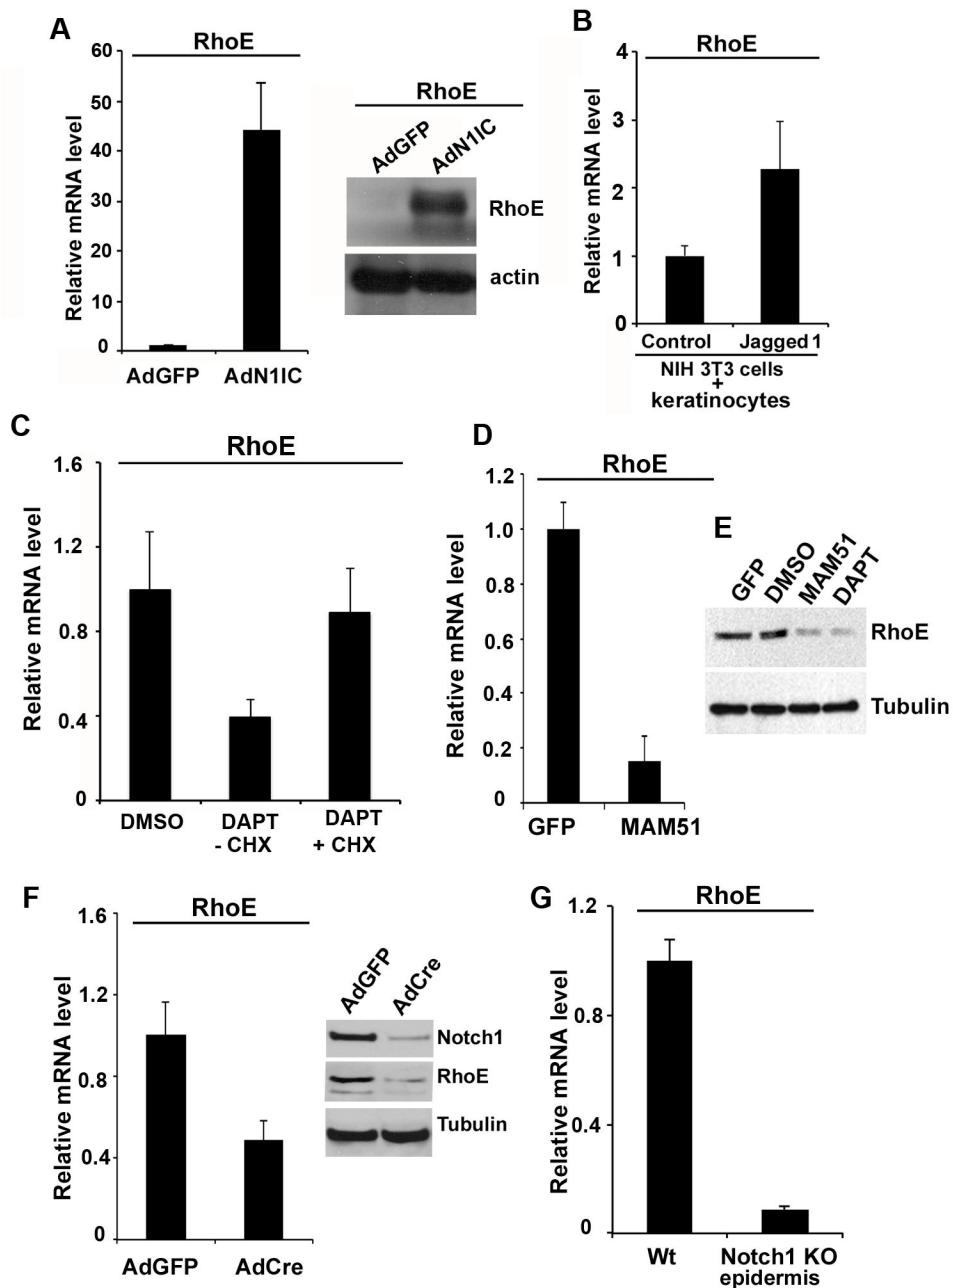 A
RhoE
Relative mRNA level
60
50
40
30
20
10
0
AdGFP
AdN1IC
RhoE
AdGFP
AdN1IC
RhoE
actin
B
RhoE
Relative mRNA level
4
3
2
1
0
Control
Jagged 1
NIH 3T3 cells
+
keratinocytes
C
RhoE
Relative mRNA level
1.6
1.2
0.8
0.4
0
DMSO
DAPT
- CHX
DAPT
+ CHX
D
RhoE
Relative mRNA level
1.2
1.0
0.8
0.6
0.4
0.2
0
GFP
MAM51
E
GFP
DMSO
MAM51
DAPT
RhoE
Tubulin
F
RhoE
Relative mRNA level
1.6
1.2
0.8
0.4
0
AdGFP
AdCre
AdGFP
AdCre
Notch1
RhoE
Tubulin
G
RhoE
Relative mRNA level
1.2
0.8
0.4
0
Wt
Notch1 KO
epidermis